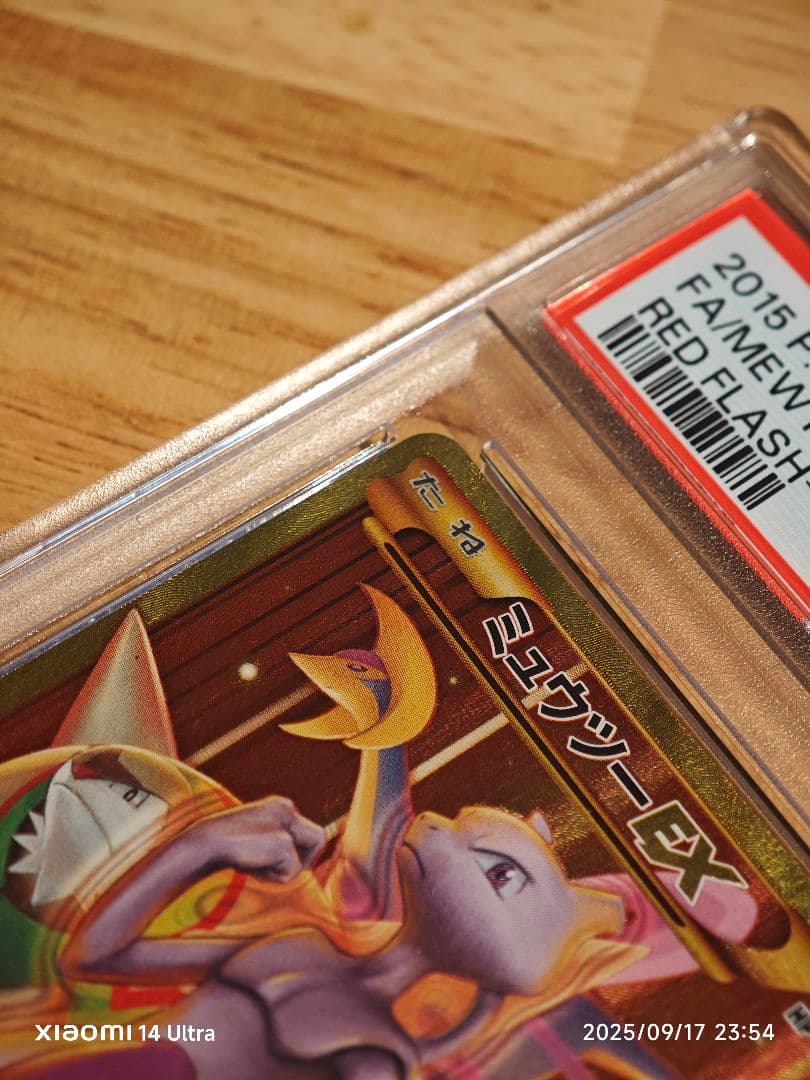 2015 P
FA/MEW
RED FLASH-
たね
ミュウツーEX
XIAOMI 14 Ultra
2025/09/17 23:54